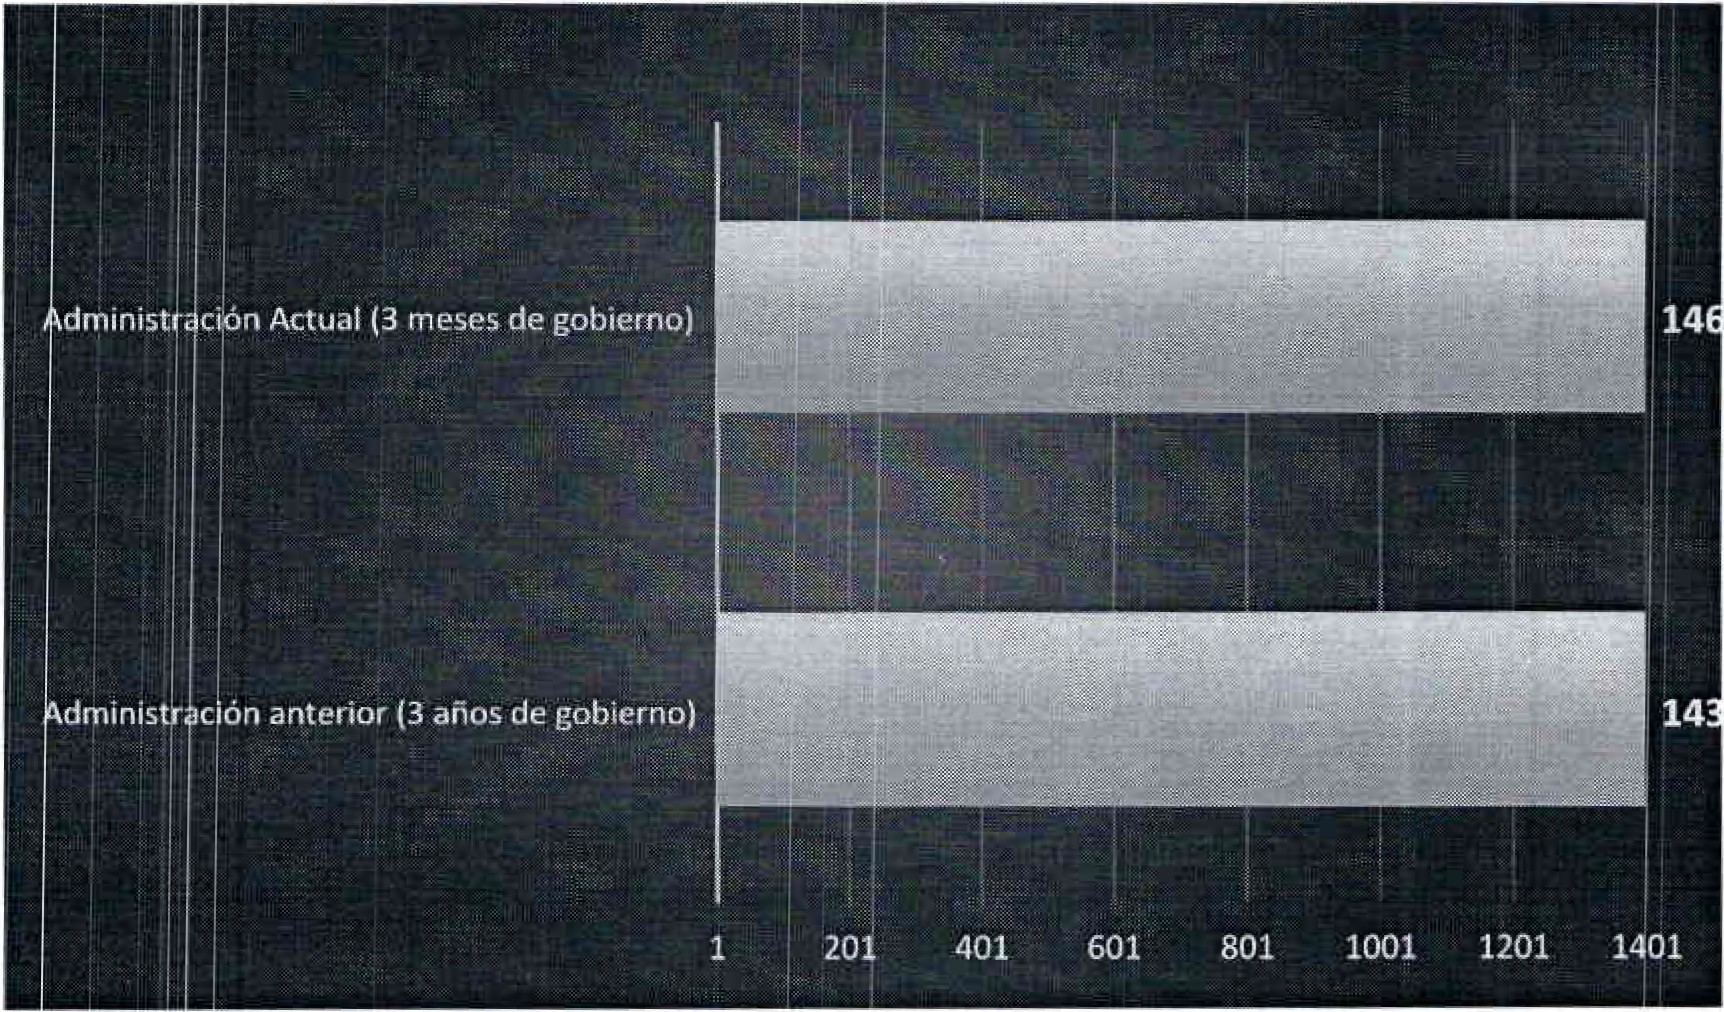 Administración Actual (3 meses de gobierno)
146
Administración anterior (3 años de gobierno)
143
1 201 401 601 801 1001 1201 1401